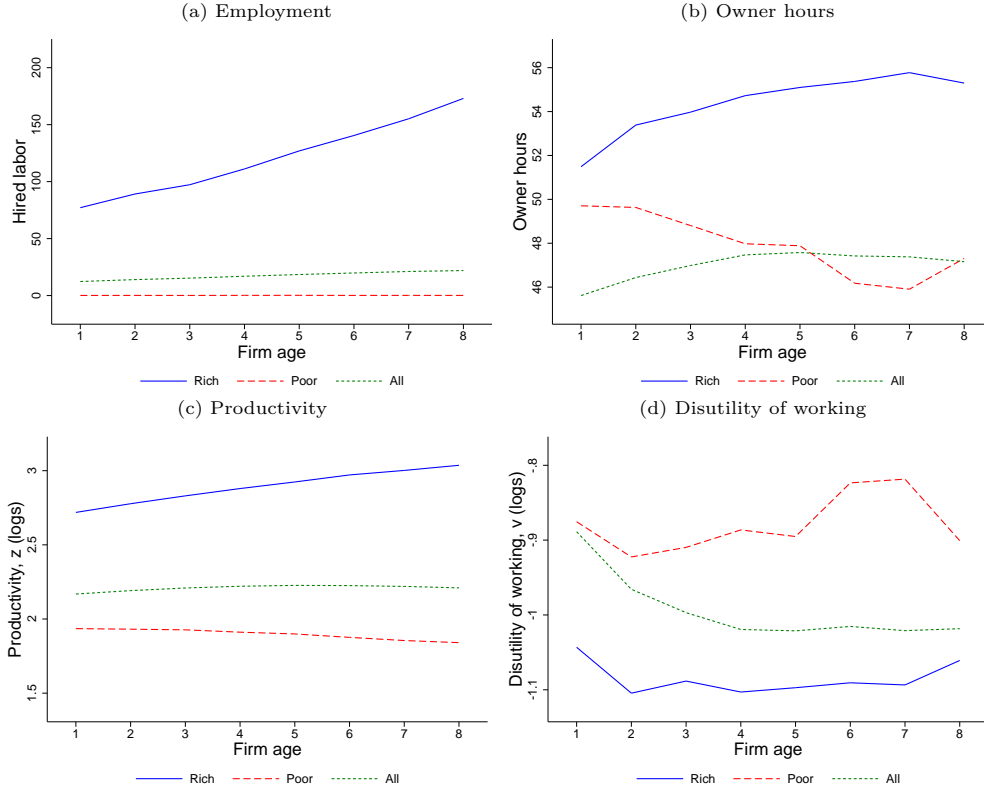 (a) Employment
Hired labor
200
150
100
50
0
1 2 3 4 5 6 7 8
Firm age
Rich Poor All
(b) Owner hours
Owner hours
56
54
52
50
48
46
1 2 3 4 5 6 7 8
Firm age
Rich Poor All
(c) Productivity
Productivity, z (logs)
3
2.5
2
1.5
1 2 3 4 5 6 7 8
Firm age
Rich Poor All
(d) Disutility of working
Disutility of working, v (logs)
-.8
-.9
-1
-1.1
1 2 3 4 5 6 7 8
Firm age
Rich Poor All